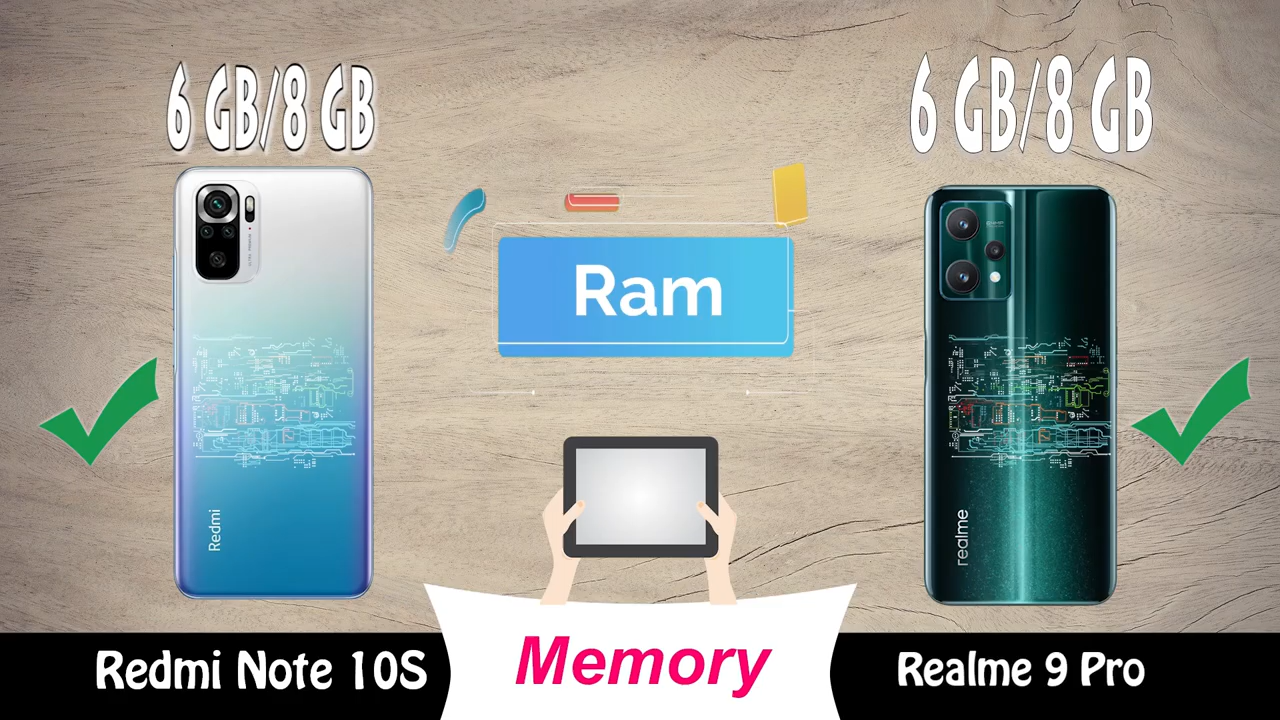 6 GB/8 GB
6 GB/8 GB
Ram
Redmi
realme
Redmi Note 10S
Memory
Realme 9 Pro